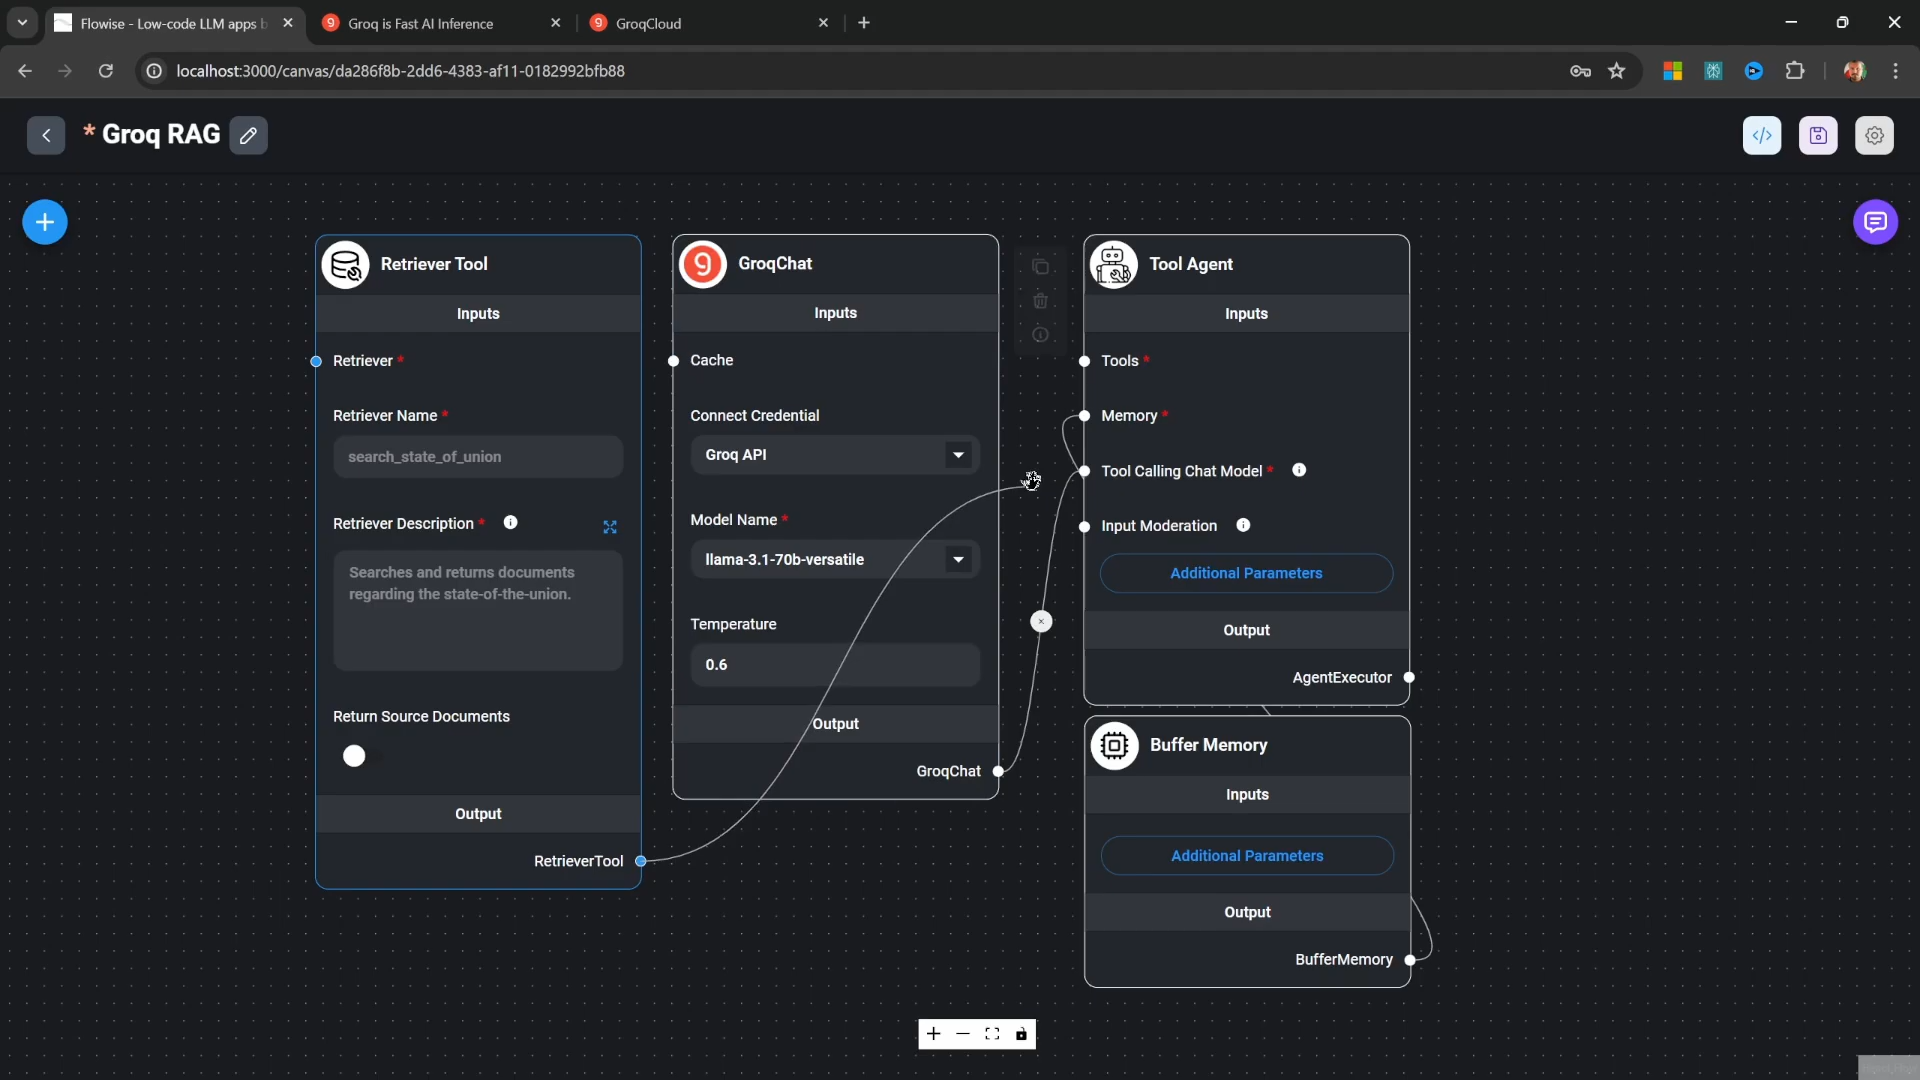 Flowise - Low-code LLM apps b
Groq is Fast AI Inference
GroqCloud
localhost:3000/canvas/da286f8b-2dd6-4383-af11-0182992bfb88
* Groq RAG
Retriever Tool
Inputs
Retriever *
Retriever Name *
search_state_of_union
Retriever Description *
Searches and returns documents
regarding the state-of-the-union.
Return Source Documents
Output
RetrieverTool
GroqChat
Inputs
Cache
Connect Credential
Groq API
Model Name *
llama-3.1-70b-versatile
Temperature
0.6
Output
GroqChat
Tool Agent
Inputs
Tools *
Memory *
Tool Calling Chat Model *
Input Moderation
Additional Parameters
Output
AgentExecutor
Buffer Memory
Inputs
Additional Parameters
Output
BufferMemory